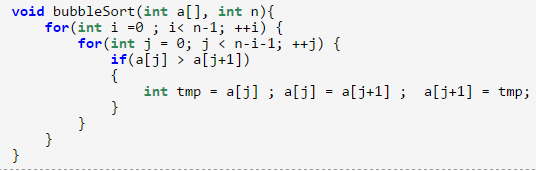 void bubbleSort(int a[], int n){
    for(int i =0 ; i< n-1; ++i) {
        for(int j = 0; j < n-i-1; ++j) {
            if(a[j] > a[j+1])
            {
                int tmp = a[j] ; a[j] = a[j+1] ;  a[j+1] = tmp;
            }
        }
    }
}